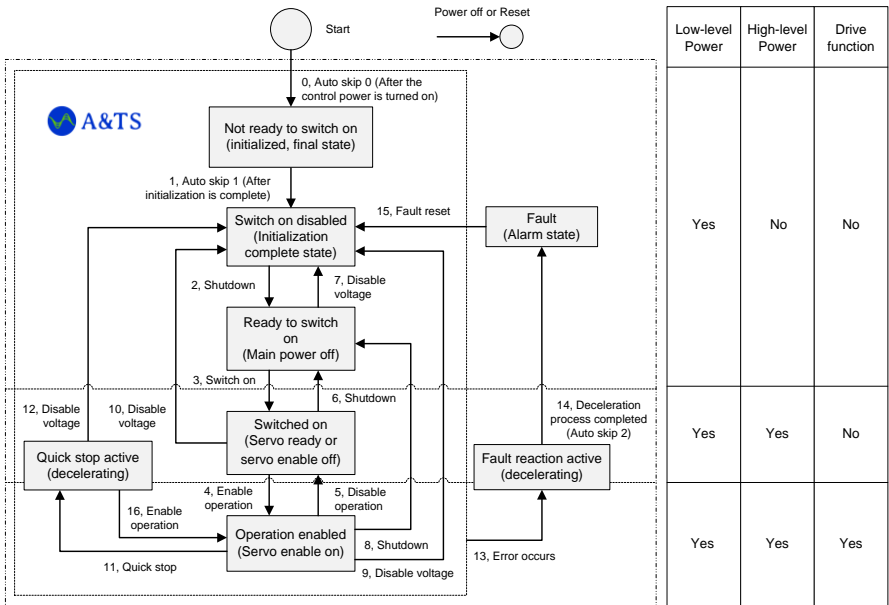 Start
Power off or Reset
0, Auto skip 0 (After the
control power is turned on)
A&TS
Not ready to switch on
(initialized, final state)
1, Auto skip 1 (After
initialization is complete)
15, Fault reset
Switch on disabled
(Initialization
complete state)
Fault
(Alarm state)
2, Shutdown
7, Disable
voltage
Ready to switch
on
(Main power off)
3, Switch on
6, Shutdown
12, Disable
voltage
10, Disable
voltage
14, Deceleration
process completed
(Auto skip 2)
Switched on
(Servo ready or
servo enable off)
Quick stop active
(decelerating)
Fault reaction active
(decelerating)
4, Enable
operation
5, Disable
operation
16, Enable
operation
Operation enabled
(Servo enable on)
8, Shutdown
13, Error occurs
11, Quick stop
9, Disable voltage
Low-level
Power
High-level
Power
Drive
function
Yes
No
No
Yes
Yes
No
Yes
Yes
Yes